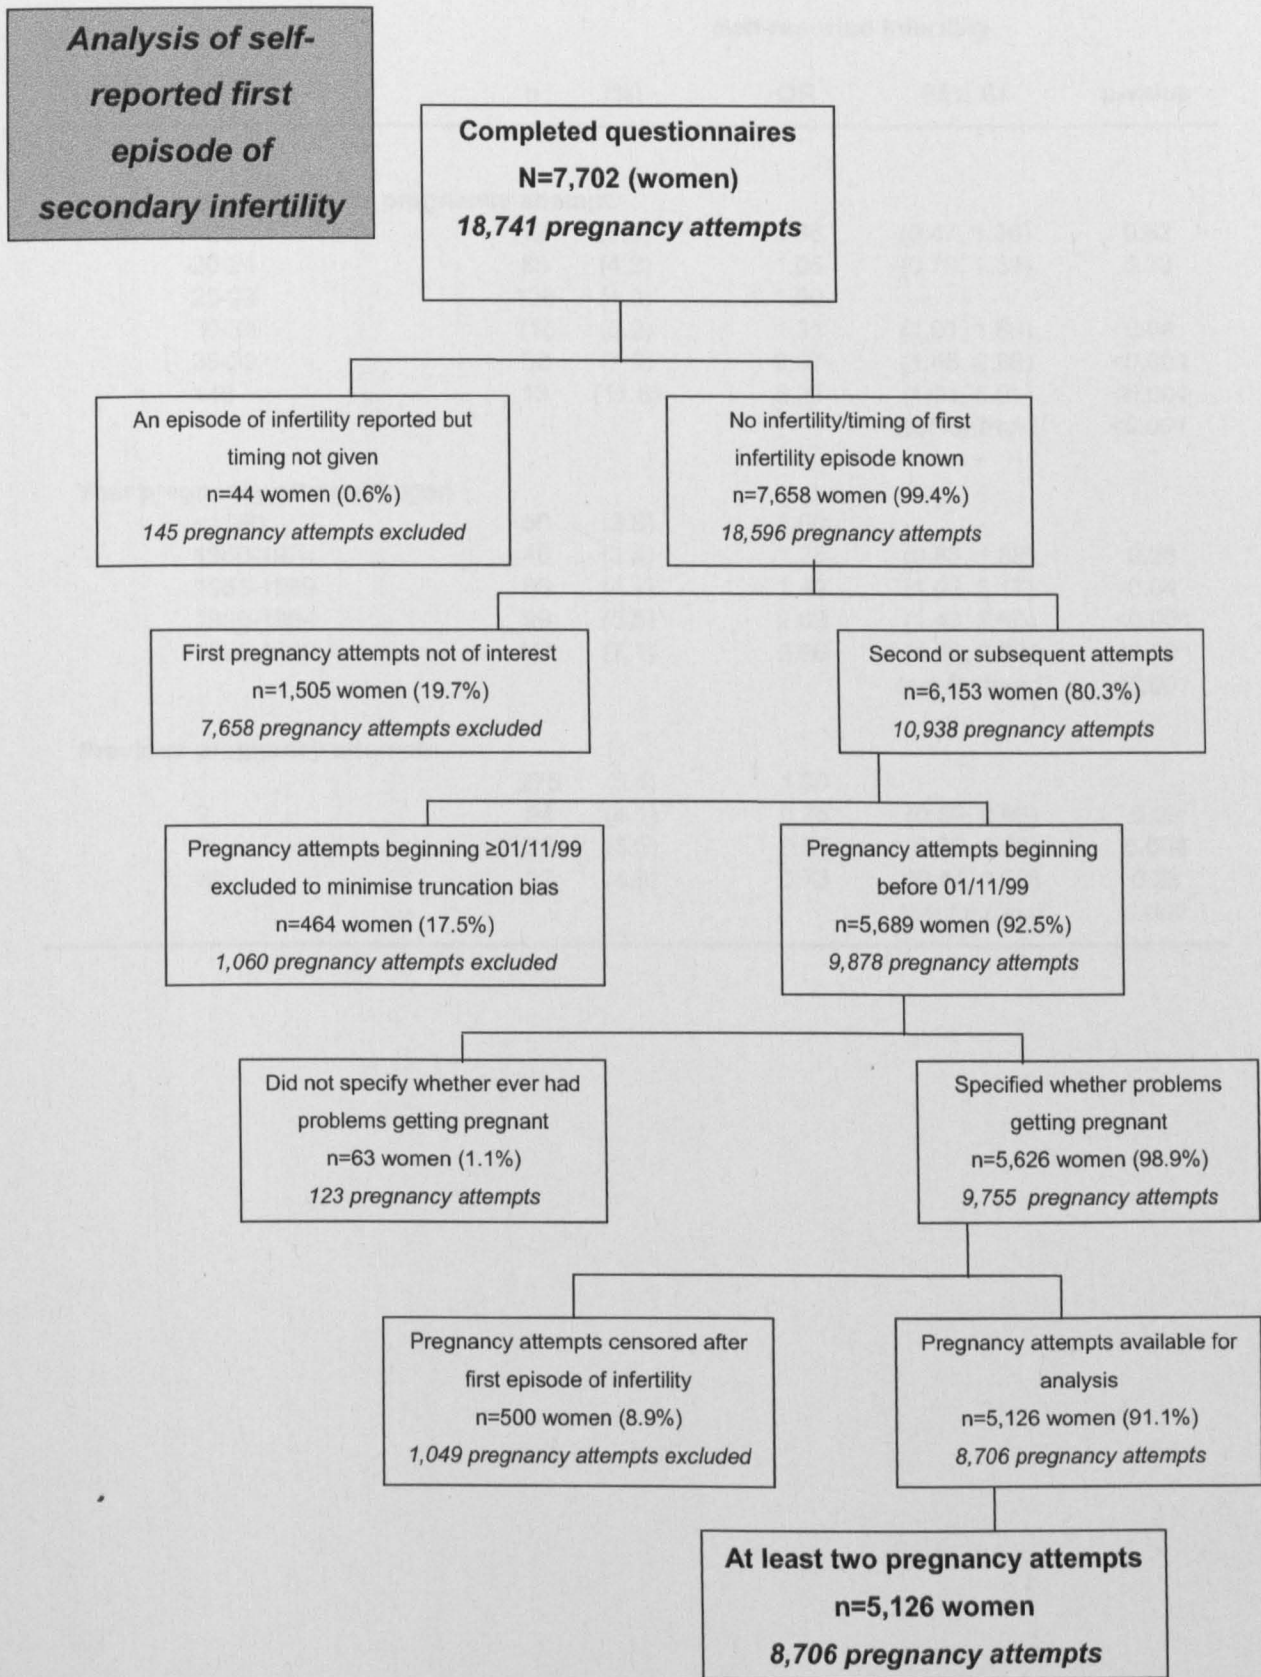 Analysis of self-
reported first
episode of
secondary infertility
Completed questionnaires
N=7,702 (women)
18,741 pregnancy attempts
An episode of infertility reported but
timing not given
n=44 women (0.6%)
145 pregnancy attempts excluded
No infertility/timing of first
infertility episode known
n=7,658 women (99.4%)
18,596 pregnancy attempts
First pregnancy attempts not of interest
n=1,505 women (19.7%)
7,658 pregnancy attempts excluded
Second or subsequent attempts
n=6,153 women (80.3%)
10,938 pregnancy attempts
Pregnancy attempts beginning ≥01/11/99
excluded to minimise truncation bias
n=464 women (17.5%)
1,060 pregnancy attempts excluded
Pregnancy attempts beginning
before 01/11/99
n=5,689 women (92.5%)
9,878 pregnancy attempts
Did not specify whether ever had
problems getting pregnant
n=63 women (1.1%)
123 pregnancy attempts
Specified whether problems
getting pregnant
n=5,626 women (98.9%)
9,755 pregnancy attempts
Pregnancy attempts censored after
first episode of infertility
n=500 women (8.9%)
1,049 pregnancy attempts excluded
Pregnancy attempts available for
analysis
n=5,126 women (91.1%)
8,706 pregnancy attempts
At least two pregnancy attempts
n=5,126 women
8,706 pregnancy attempts